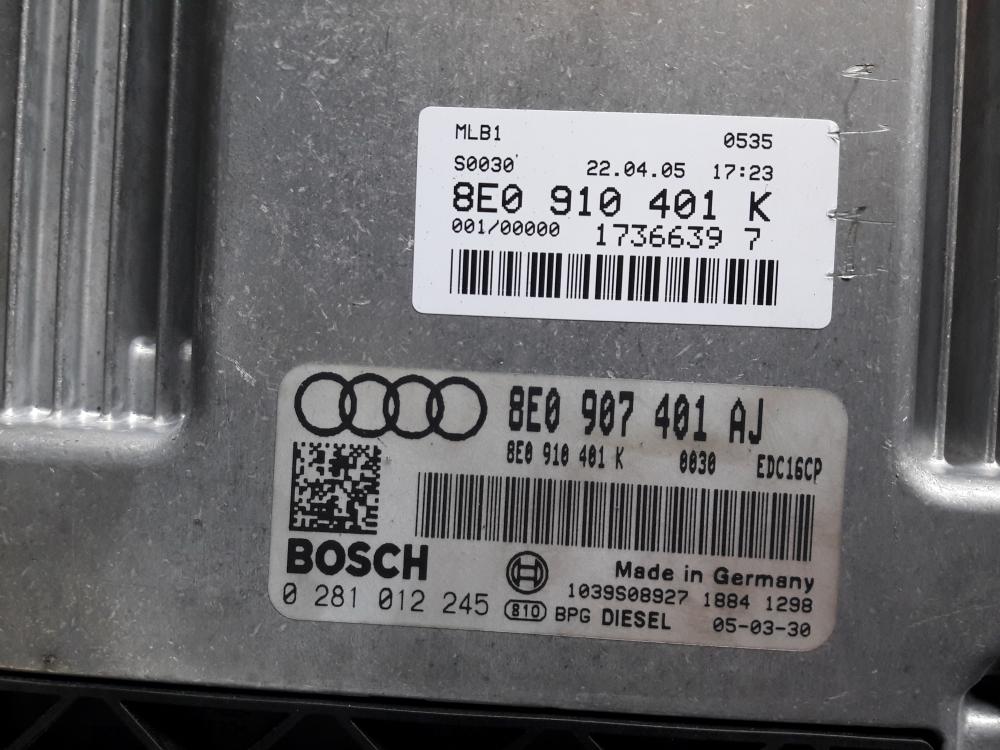 MLB1 0535
S0030 22.04.05 17:23
8E0 910 401 K
001/00000 1736639 7
8E0 907 401 AJ
8E0 910 401 K 0030 EDC16CP
BOSCH
Made in Germany
0 281 012 245 810 1039S08927 1884 1298
BPG DIESEL 05-03-30